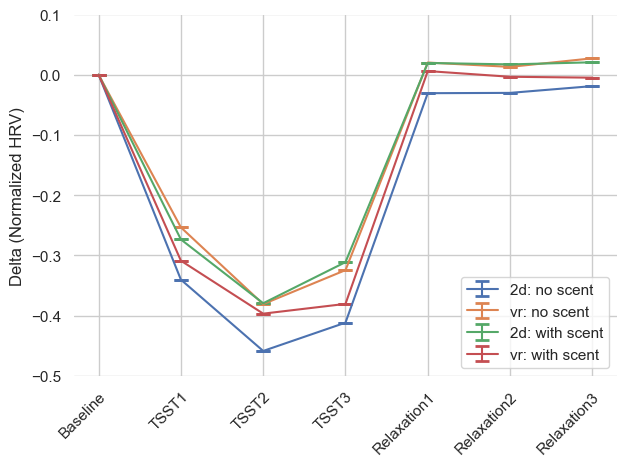 0.1
0.0
−0.1
−0.2
−0.3
−0.4
−0.5
Delta (Normalized HRV)
2d: no scent
vr: no scent
2d: with scent
vr: with scent
Baseline
TSST1
TSST2
TSST3
Relaxation1
Relaxation2
Relaxation3